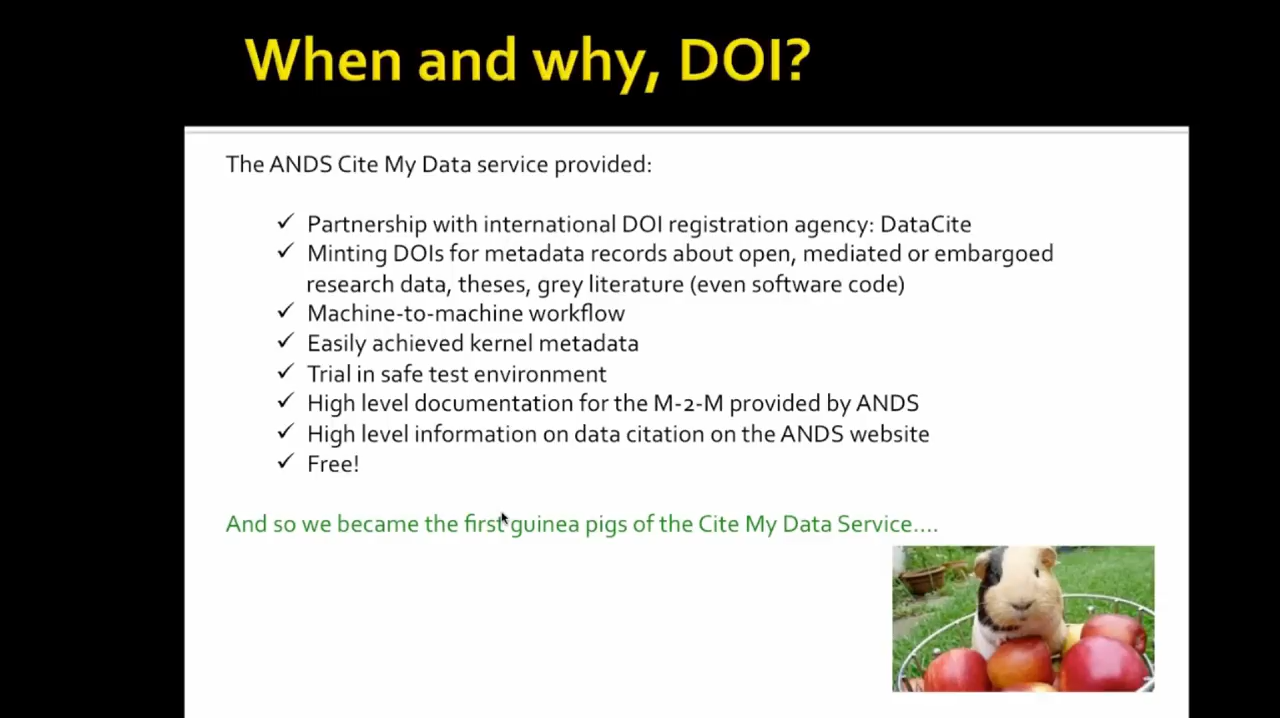 When and why, DOI?
The ANDS Cite My Data service provided:
✓ Partnership with international DOI registration agency: DataCite
✓ Minting DOIs for metadata records about open, mediated or embargoed
research data, theses, grey literature (even software code)
✓ Machine-to-machine workflow
✓ Easily achieved kernel metadata
✓ Trial in safe test environment
✓ High level documentation for the M-2-M provided by ANDS
✓ High level information on data citation on the ANDS website
✓ Free!
And so we became the first guinea pigs of the Cite My Data Service....